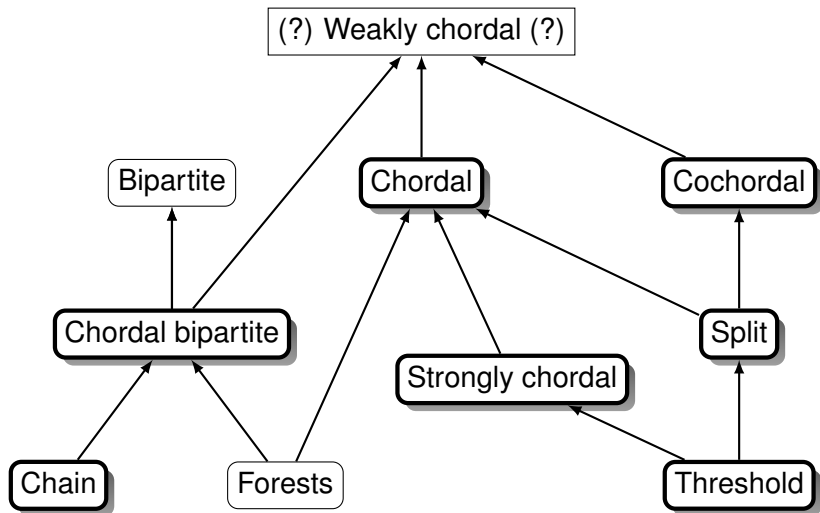 (?) Weakly chordal (?)
Bipartite
Chordal
Cochordal
Chordal bipartite
Split
Strongly chordal
Chain
Forests
Threshold